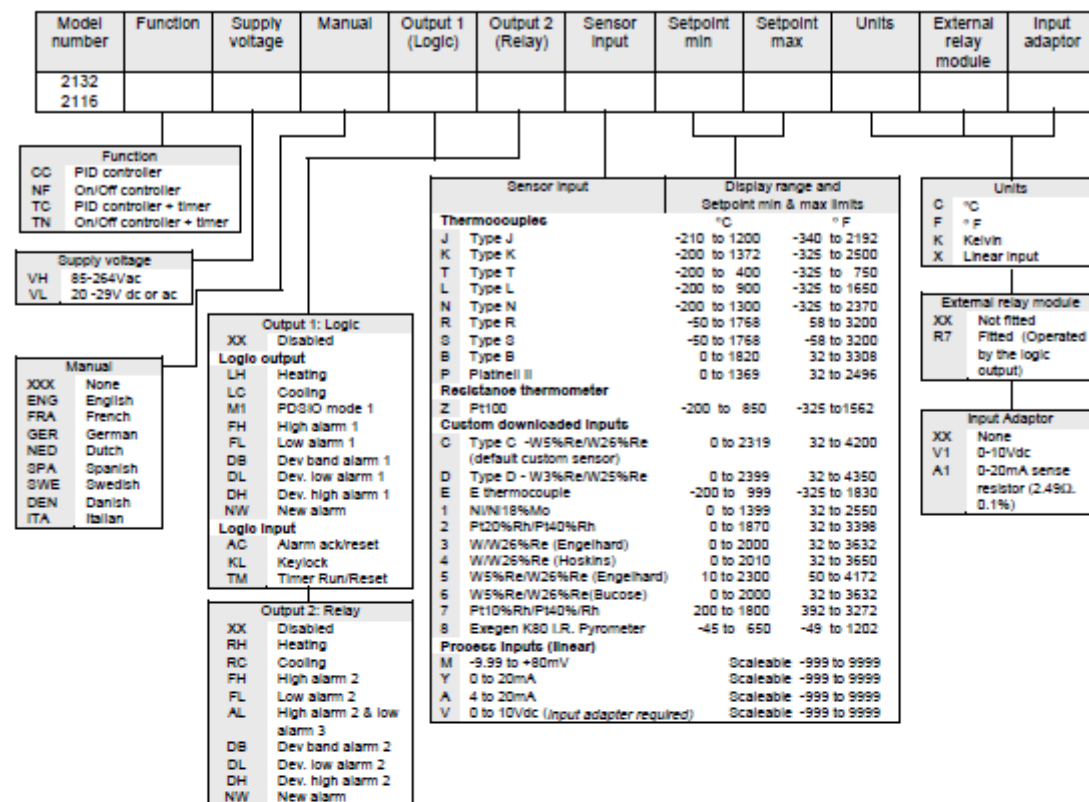 Model number Function Supply voltage Manual Output 1 (Logic) Output 2 (Relay) Sensor Input Setpoint min Setpoint max Units External relay module Input adaptor
2132
2116
Function
CC PID controller
NF On/Off controller
TC PID controller + timer
TN On/Off controller + timer
Supply voltage
VH 85-264Vac
VL 20 -29V dc or ac
Manual
XXX None
ENG English
FRA French
GER German
NED Dutch
SPA Spanish
SWE Swedish
DEN Danish
ITA Italian
Output 1: Logic
XX Disabled
Logic output
LH Heating
LC Cooling
M1 PDSIO mode 1
FH High alarm 1
FL Low alarm 1
DB Dev band alarm 1
DL Dev. low alarm 1
DH Dev. high alarm 1
NW New alarm
Logic Input
AC Alarm ack/reset
KL Keylock
TM Timer Run/Reset
Output 2: Relay
XX Disabled
RH Heating
RC Cooling
FH High alarm 2
FL Low alarm 2
AL High alarm 2 & low
alarm 3
DB Dev band alarm 2
DL Dev. low alarm 2
DH Dev. high alarm 2
NW New alarm
Sensor Input Display range and
Setpoint min & max limits
Thermocouples °C ° F
J Type J -210 to 1200 -340 to 2192
K Type K -200 to 1372 -325 to 2500
T Type T -200 to 400 -325 to 750
L Type L -200 to 900 -325 to 1650
N Type N -200 to 1300 -325 to 2370
R Type R -50 to 1768 58 to 3200
S Type S -50 to 1768 -58 to 3200
B Type B 0 to 1820 32 to 3308
P Platinell II 0 to 1369 32 to 2496
Resistance thermometer
Z Pt100 -200 to 850 -325 to1562
Custom downloaded Inputs
C Type C -W5%Re/W26%Re 0 to 2319 32 to 4200
(default custom sensor)
D Type D - W3%Re/W25%Re 0 to 2399 32 to 4350
E E thermocouple -200 to 999 -325 to 1830
1 Ni/Ni18%Mo 0 to 1399 32 to 2550
2 Pt20%Rh/Pt40%Rh 0 to 1870 32 to 3398
3 W/W26%Re (Engelhard) 0 to 2000 32 to 3632
4 W/W26%Re (Hoskins) 0 to 2010 32 to 3650
5 W5%Re/W26%Re (Engelhard) 10 to 2300 50 to 4172
6 W5%Re/W26%Re(Bucose) 0 to 2000 32 to 3632
7 Pt10%Rh/Pt40%/Rh 200 to 1800 392 to 3272
8 Exegen K80 I.R. Pyrometer -45 to 650 -49 to 1202
Process Inputs (linear)
M -9.99 to +80mV Scaleable -999 to 9999
Y 0 to 20mA Scaleable -999 to 9999
A 4 to 20mA Scaleable -999 to 9999
V 0 to 10Vdc (Input adapter required) Scaleable -999 to 9999
Units
C °C
F ° F
K Kelvin
X Linear Input
External relay module
XX Not fitted
R7 Fitted (Operated
by the logic
output)
Input Adaptor
XX None
V1 0-10Vdc
A1 0-20mA sense
resistor (2.49Ω.
0.1%)